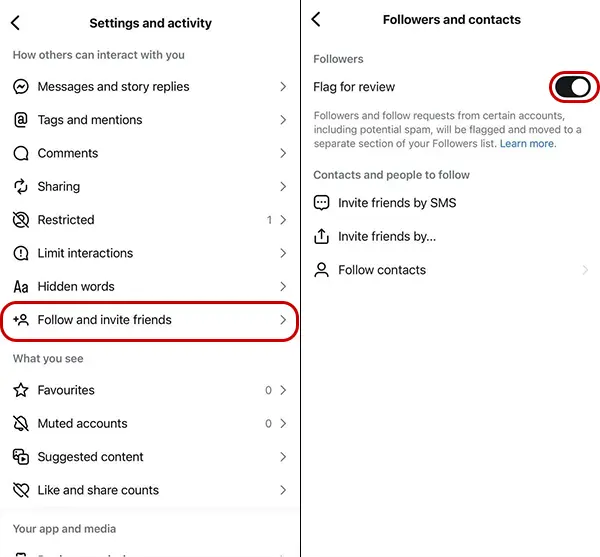 Settings and activity
How others can interact with you
Messages and story replies
Tags and mentions
Comments
Sharing
Restricted 1
Limit interactions
Aa Hidden words
Follow and invite friends
What you see
Favourites 0
Muted accounts 0
Suggested content
Like and share counts
Your app and media
Followers and contacts
Followers
Flag for review
Followers and follow requests from certain accounts,
including potential spam, will be flagged and moved to a
separate section of your Followers list. Learn more.
Contacts and people to follow
Invite friends by SMS
Invite friends by...
Follow contacts